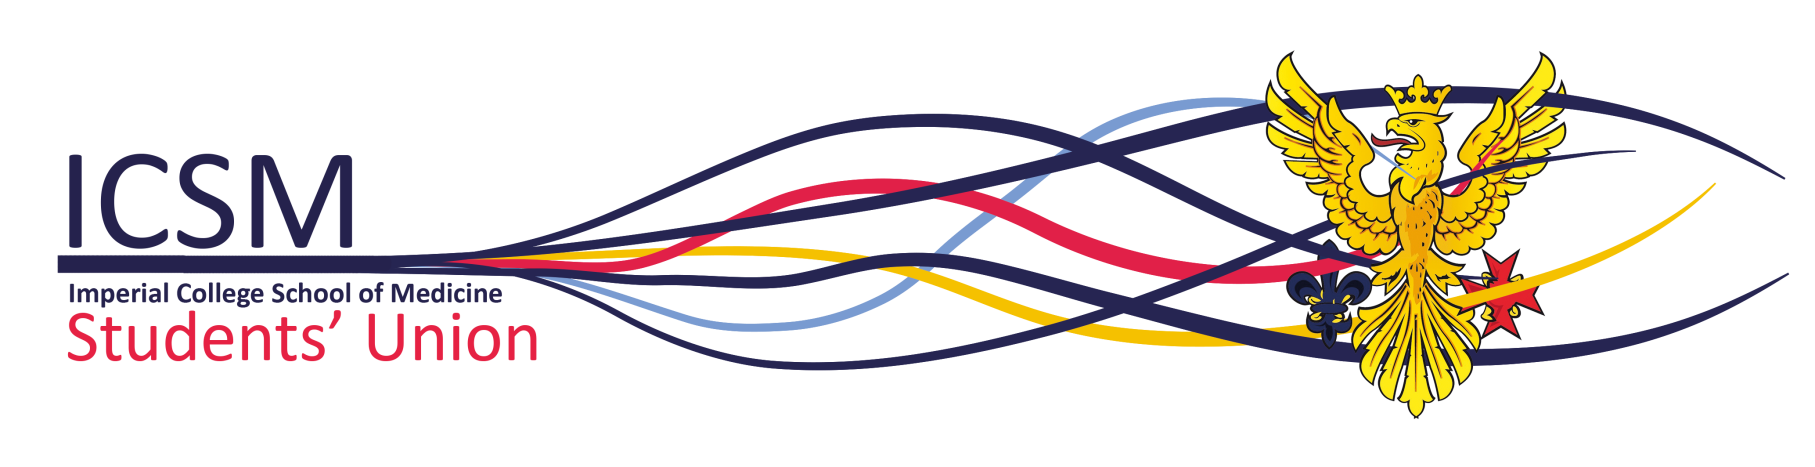 ICSM
Imperial College School of Medicine
Students’ Union